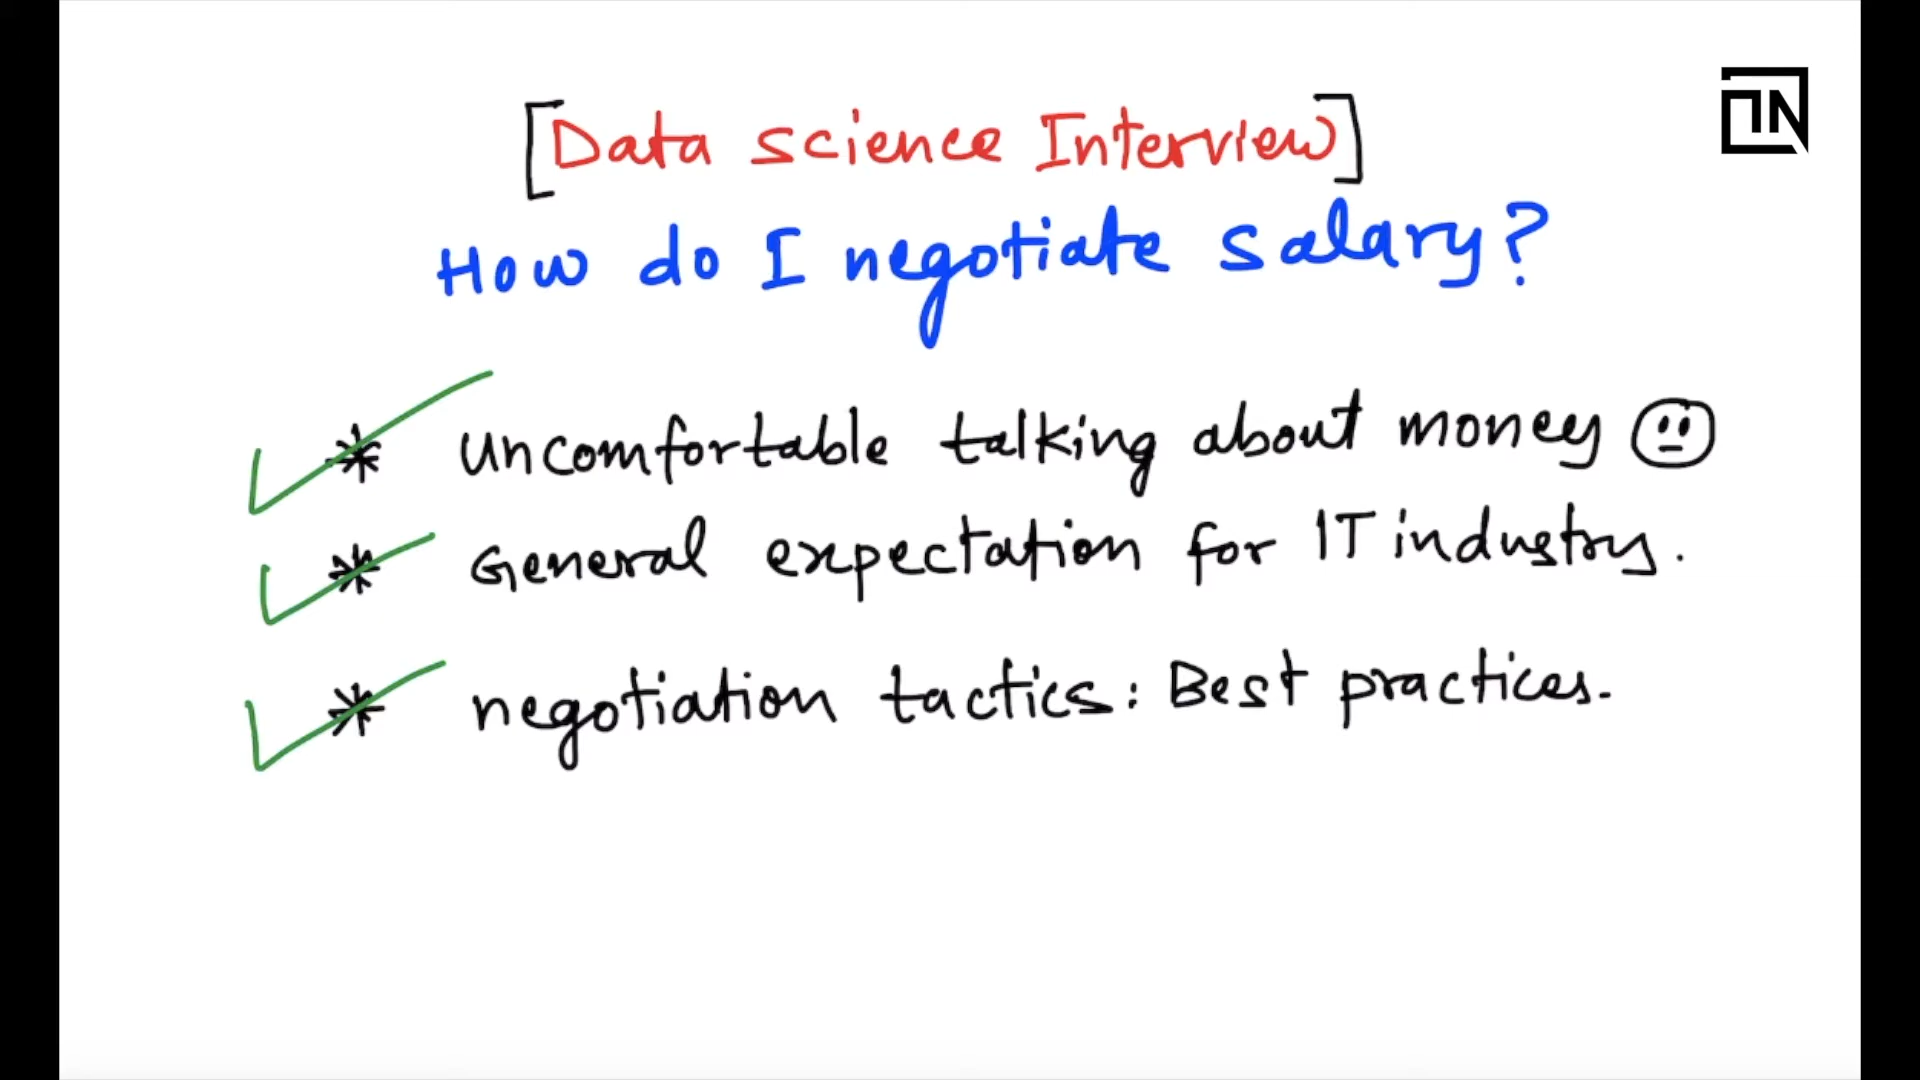 [Data science Interview]
How do I negotiate salary?
* uncomfortable talking about money
* General expectation for IT industry.
* negotiation tactics: Best practices.